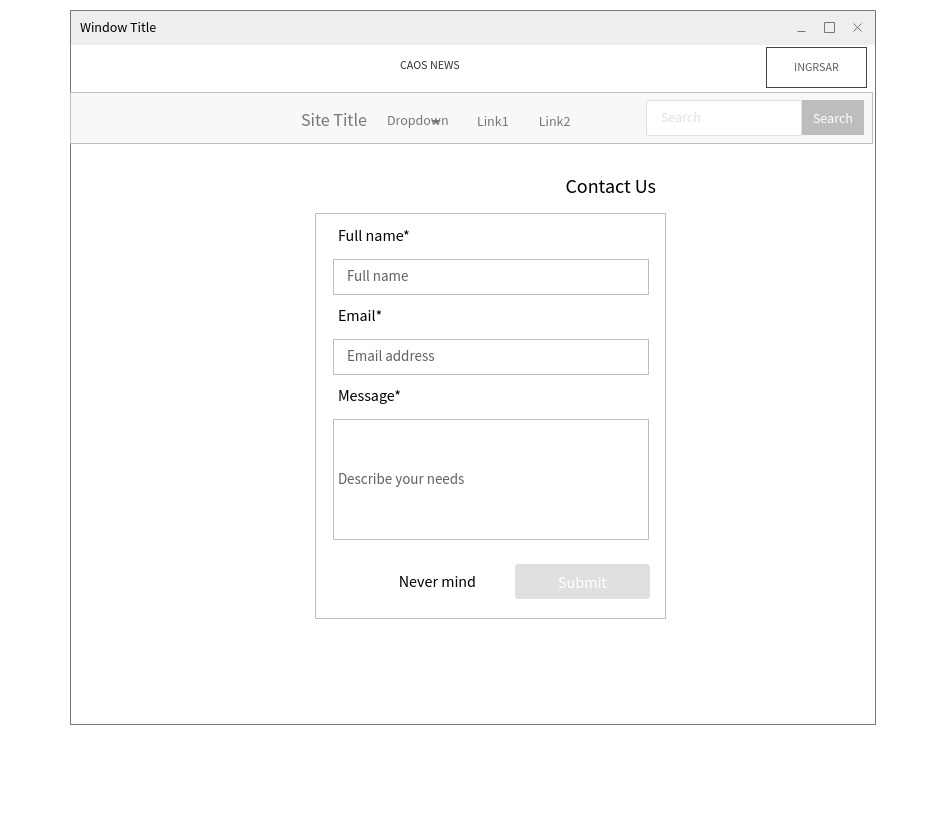 Window Title
CAOS NEWS
INGRSAR
Site Title
Dropdown
Link1
Link2
Search
Search
Contact Us
Full name*
Full name
Email*
Email address
Message*
Describe your needs
Never mind
Submit